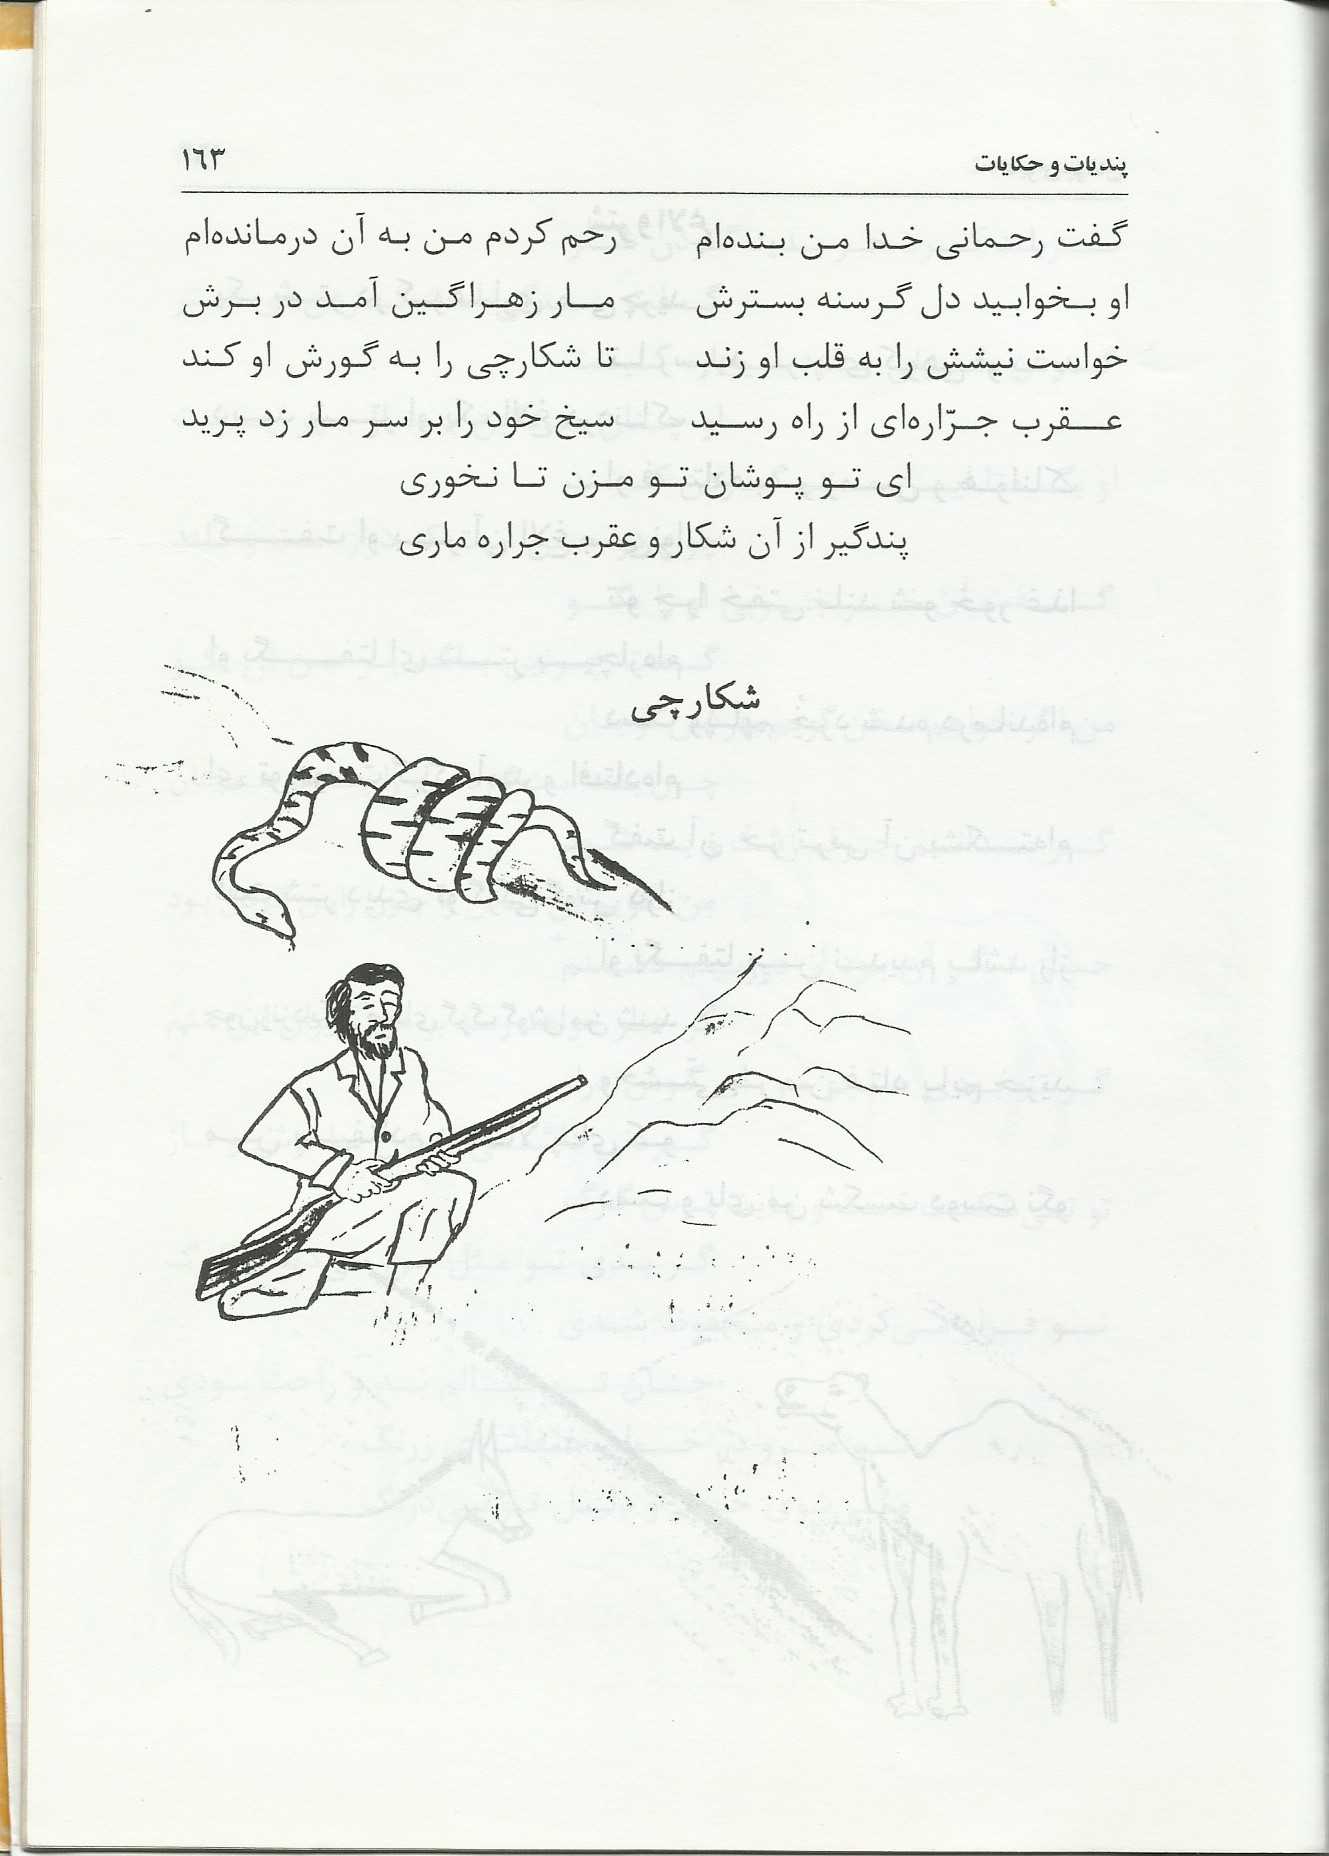 پندیات و حکایات ۱٦۳
گفت رحمانی خدا من بنده‌ام رحم کردم من به آن درمانده‌ام
او بخوابید دل گرسنه بسترش مار زهراگین آمد در برش
خواست نیشش را به قلب او زند تا شکارچی را به گورش او کند
عقرب جرّاره‌ای از راه رسید سیخ خود را بر سر مار زد پرید
ای تو پوشان تو مزن تا نخوری
پندگیر از آن شکار و عقرب جراره ماری
شکارچی